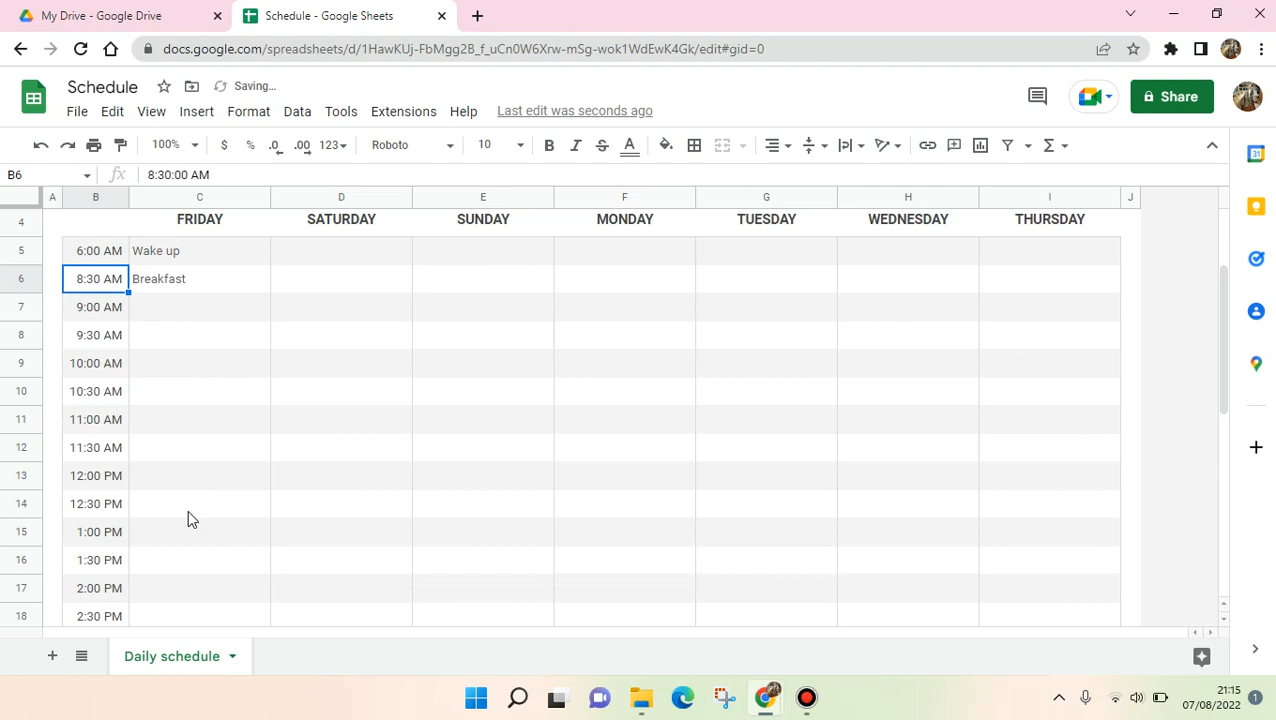 My Drive - Google Drive
Schedule - Google Sheets
docs.google.com/spreadsheets/d/1HawKUj-FbMgg2B_f_uCn0W6Xrw-mSg-wok1WdEwK4Gk/edit#gid=0
Schedule
Saving...
File Edit View Insert Format Data Tools Extensions Help Last edit was seconds ago
Share
100% $ % .0 .00 123 Roboto 10 B I S A
B6 fx 8:30:00 AM
A B C D E F G H I J
4 FRIDAY SATURDAY SUNDAY MONDAY TUESDAY WEDNESDAY THURSDAY
5 6:00 AM Wake up
6 8:30 AM Breakfast
7 9:00 AM
8 9:30 AM
9 10:00 AM
10 10:30 AM
11 11:00 AM
12 11:30 AM
13 12:00 PM
14 12:30 PM
15 1:00 PM
16 1:30 PM
17 2:00 PM
18 2:30 PM
Daily schedule
21:15
07/08/2022
1
31